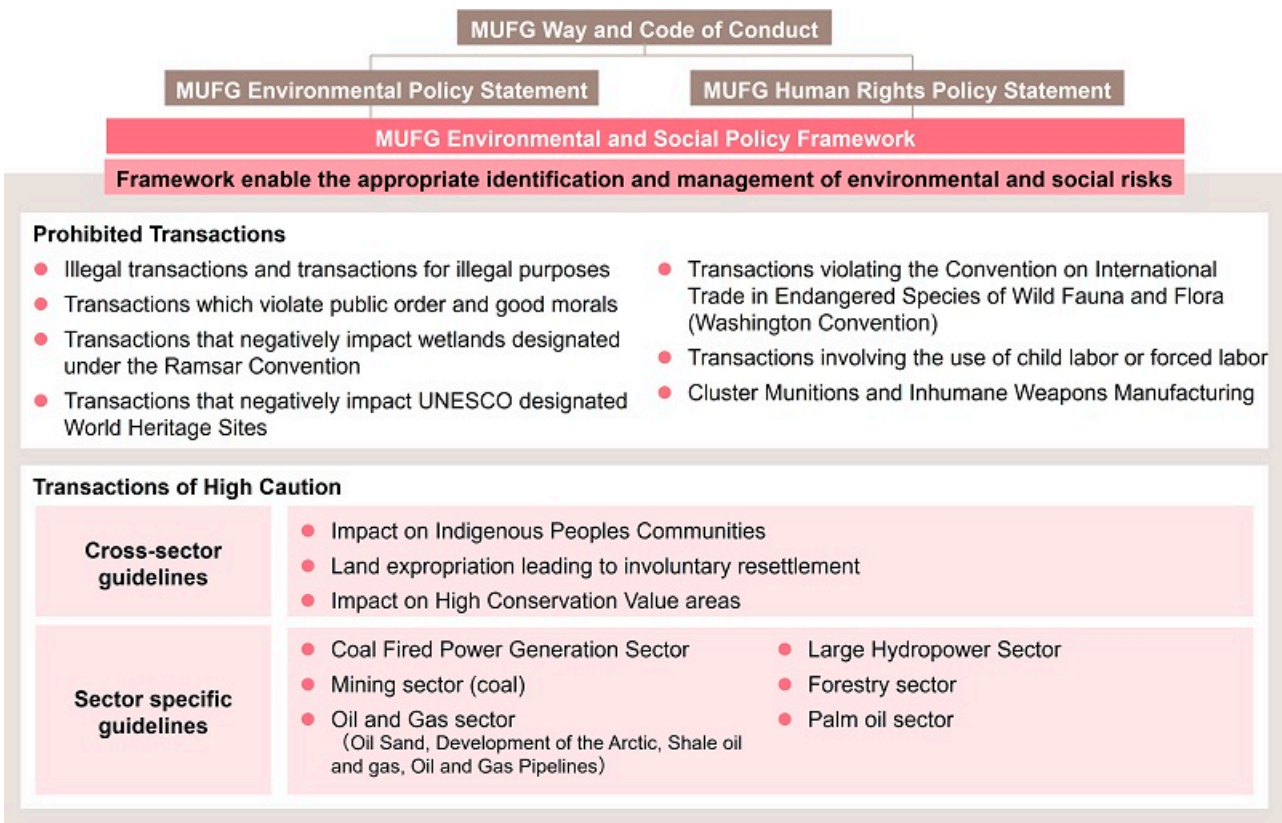 MUFG Way and Code of Conduct
MUFG Environmental Policy Statement
MUFG Human Rights Policy Statement
MUFG Environmental and Social Policy Framework
Framework enable the appropriate identification and management of environmental and social risks
Prohibited Transactions
● Illegal transactions and transactions for illegal purposes
● Transactions which violate public order and good morals
● Transactions that negatively impact wetlands designated
under the Ramsar Convention
● Transactions that negatively impact UNESCO designated
World Heritage Sites
● Transactions violating the Convention on International
Trade in Endangered Species of Wild Fauna and Flora
(Washington Convention)
● Transactions involving the use of child labor or forced labor
● Cluster Munitions and Inhumane Weapons Manufacturing
Transactions of High Caution
Cross-sector
guidelines
● Impact on Indigenous Peoples Communities
● Land expropriation leading to involuntary resettlement
● Impact on High Conservation Value areas
Sector specific
guidelines
● Coal Fired Power Generation Sector
● Mining sector (coal)
● Oil and Gas sector
（Oil Sand, Development of the Arctic, Shale oil
and gas, Oil and Gas Pipelines）
● Large Hydropower Sector
● Forestry sector
● Palm oil sector